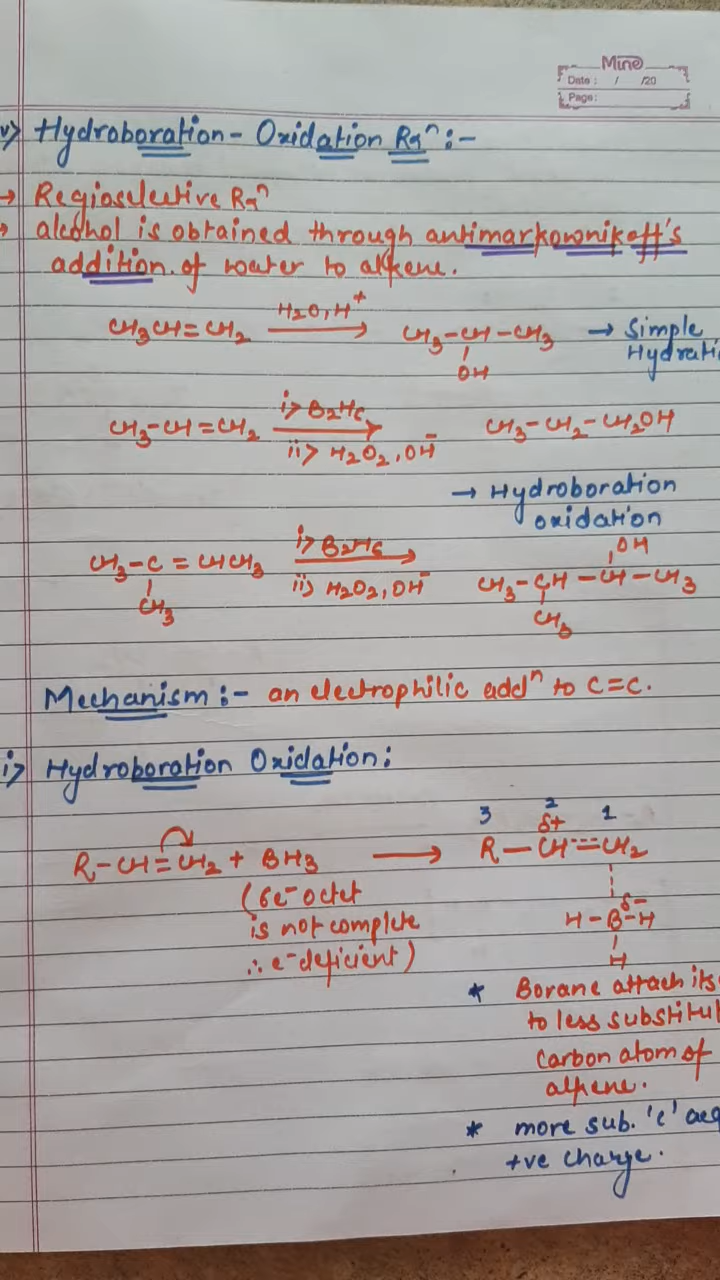 Mine
Date : / /20
Page:
v) Hydroboration - Oxidation Rxⁿ :-
→ Regioselective Rxⁿ
→ alcohol is obtained through antimarkownikoff's
addition of water to alkene.
CH₃CH=CH₂ H₂O, H⁺ → CH₃-CH-CH₃ → Simple
OH
CH₃-CH=CH₂ i> B₂H₆ → CH₃-CH₂-CH₂OH
ii> H₂O₂, OH⁻
→ Hydroboration
oxidation
OH
CH₃-C=CHCH₃ i> B₂H₆ → CH₃-CH-CH-CH₃
ii) H₂O₂, OH⁻
CH₃ CH₃
Mechanism :- an electrophilic addⁿ to C=C.
i) Hydroboration Oxidation :
3 2 1
δ+
R-CH=CH₂ + BH₃ → R-CH=CH₂
(6e⁻ octet
δ-
is not complete H-B-H
∴ e⁻deficient) H
* Borane attach its
to less
carbon atom of
alkene.
* more sub. 'c'
+ve charge.